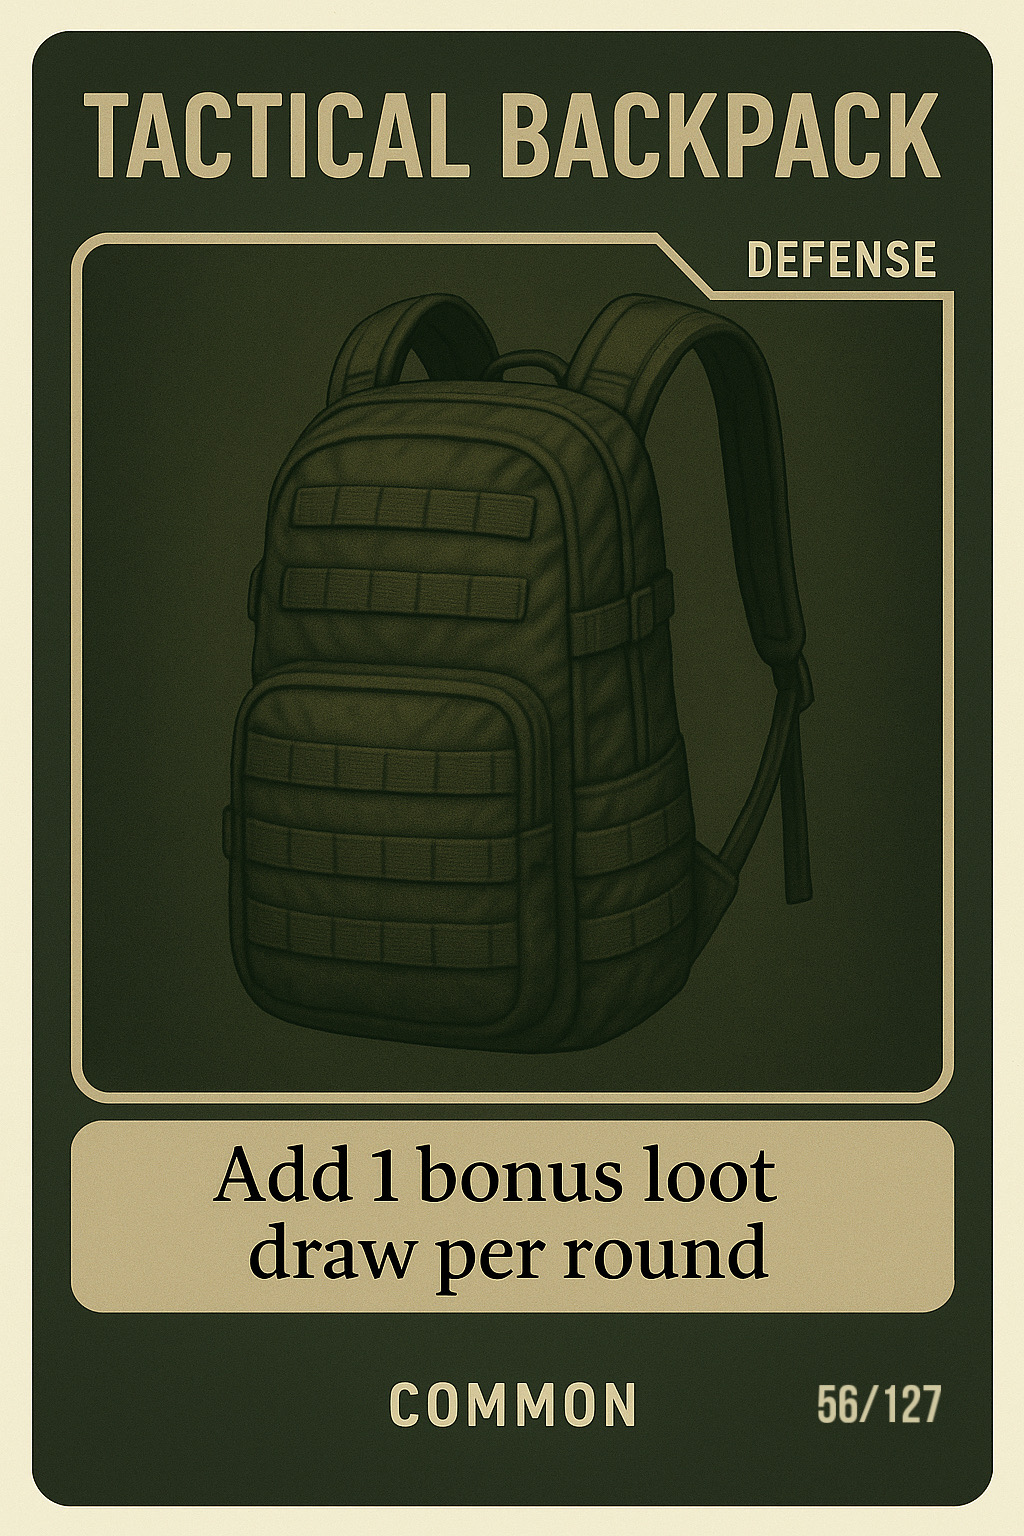 TACTICAL BACKPACK
DEFENSE
Add 1 bonus loot
draw per round
COMMON
56/127